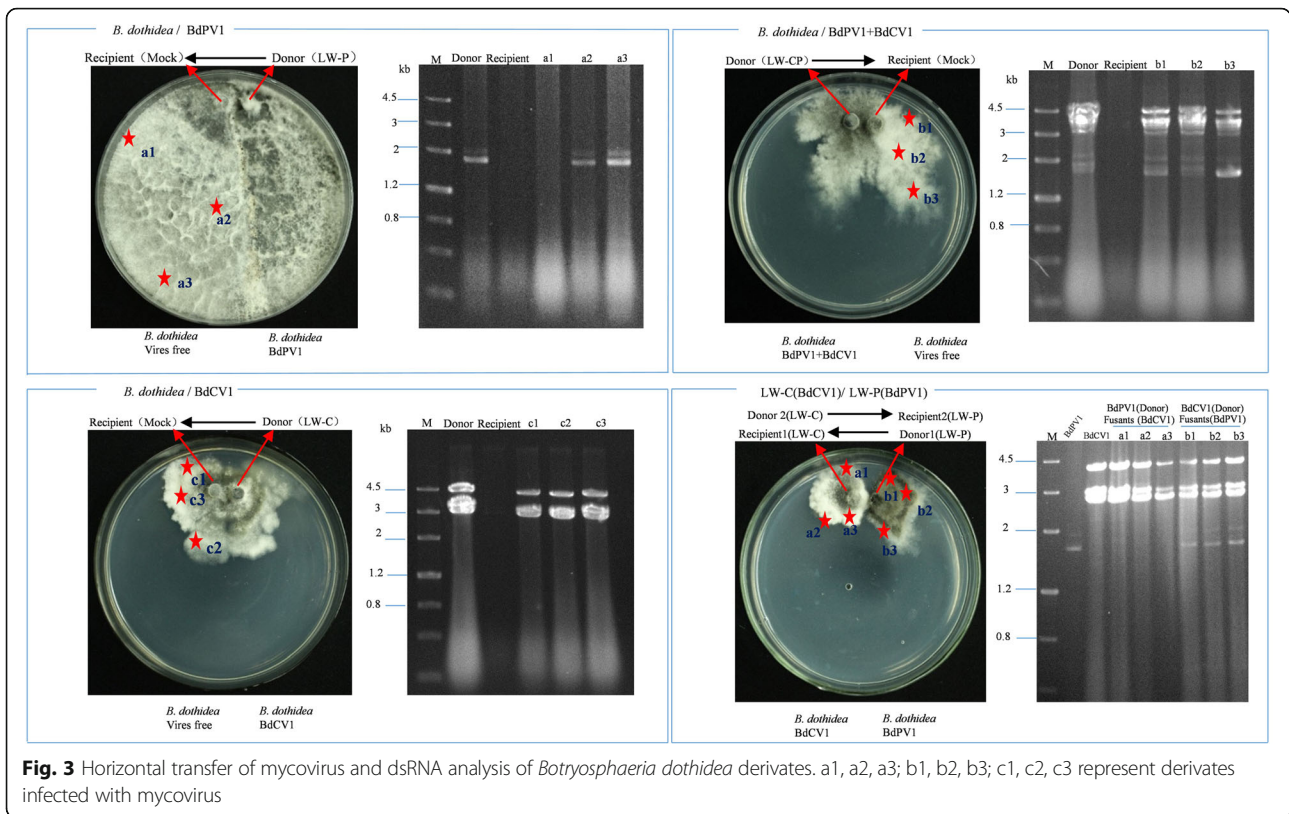 B. dothidea / BdPV1
Recipient（Mock） Donor（LW-P）
a1
a2
a3
B. dothidea B. dothidea
Vires free BdPV1
M Donor Recipient a1 a2 a3
kb
4.5
3
2
1.2
0.8
B. dothidea / BdPV1+BdCV1
Donor（LW-CP） Recipient（Mock）
b1
b2
b3
B. dothidea B. dothidea
BdPV1+BdCV1 Vires free
M Donor Recipient b1 b2 b3
kb
4.5
3
2
1.2
0.8
B. dothidea / BdCV1
Recipient（Mock） Donor（LW-C）
c1
c3
c2
B. dothidea B. dothidea
Vires free BdCV1
M Donor Recipient c1 c2 c3
4.5
3
2
1.2
0.8
LW-C(BdCV1)/ LW-P(BdPV1)
Donor 2(LW-C) Recipient2(LW-P)
Recipient1(LW-C) Donor1(LW-P)
a1
b1
b2
a2 a3
b3
B. dothidea B. dothidea
BdCV1 BdPV1
BdPV1(Donor) BdCV1(Donor)
Fusants (BdCV1) Fusants(BdPV1)
M BdPV1 BdCV1 a1 a2 a3 b1 b2 b3
4.5
3
2
1.2
0.8
Fig. 3 Horizontal transfer of mycovirus and dsRNA analysis of Botryosphaeria dothidea derivates. a1, a2, a3; b1, b2, b3; c1, c2, c3 represent derivates
infected with mycovirus